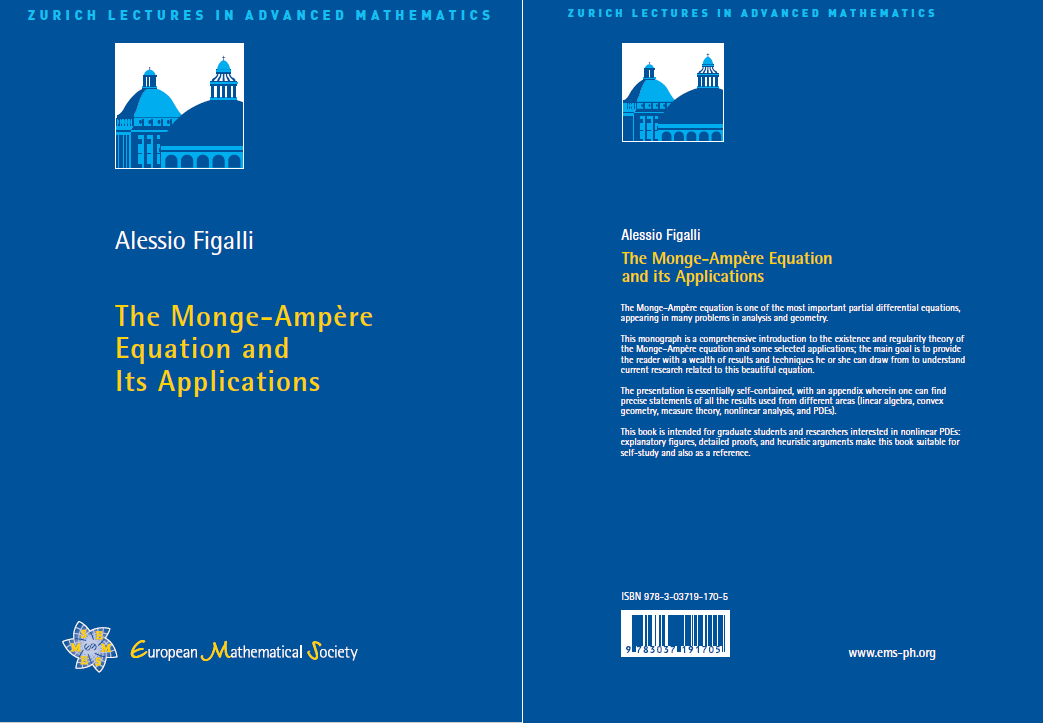 ZURICH LECTURES IN ADVANCED MATHEMATICS
Alessio Figalli
The Monge-Ampère
Equation and
Its Applications
European Mathematical Society
ZURICH LECTURES IN ADVANCED MATHEMATICS
Alessio Figalli
The Monge-Ampère Equation
and its Applications
The Monge–Ampère equation is one of the most important partial differential equations,
appearing in many problems in analysis and geometry.
This monograph is a comprehensive introduction to the existence and regularity theory of
the Monge–Ampère equation and some selected applications; the main goal is to provide
the reader with a wealth of results and techniques he or she can draw from to understand
current research related to this beautiful equation.
The presentation is essentially self-contained, with an appendix wherein one can find
precise statements of all the results used from different areas (linear algebra, convex
geometry, measure theory, nonlinear analysis, and PDEs).
This book is intended for graduate students and researchers interested in nonlinear PDEs:
explanatory figures, detailed proofs, and heuristic arguments make this book suitable for
self-study and also as a reference.
ISBN 978-3-03719-170-5
9 783037 191705
www.ems-ph.org